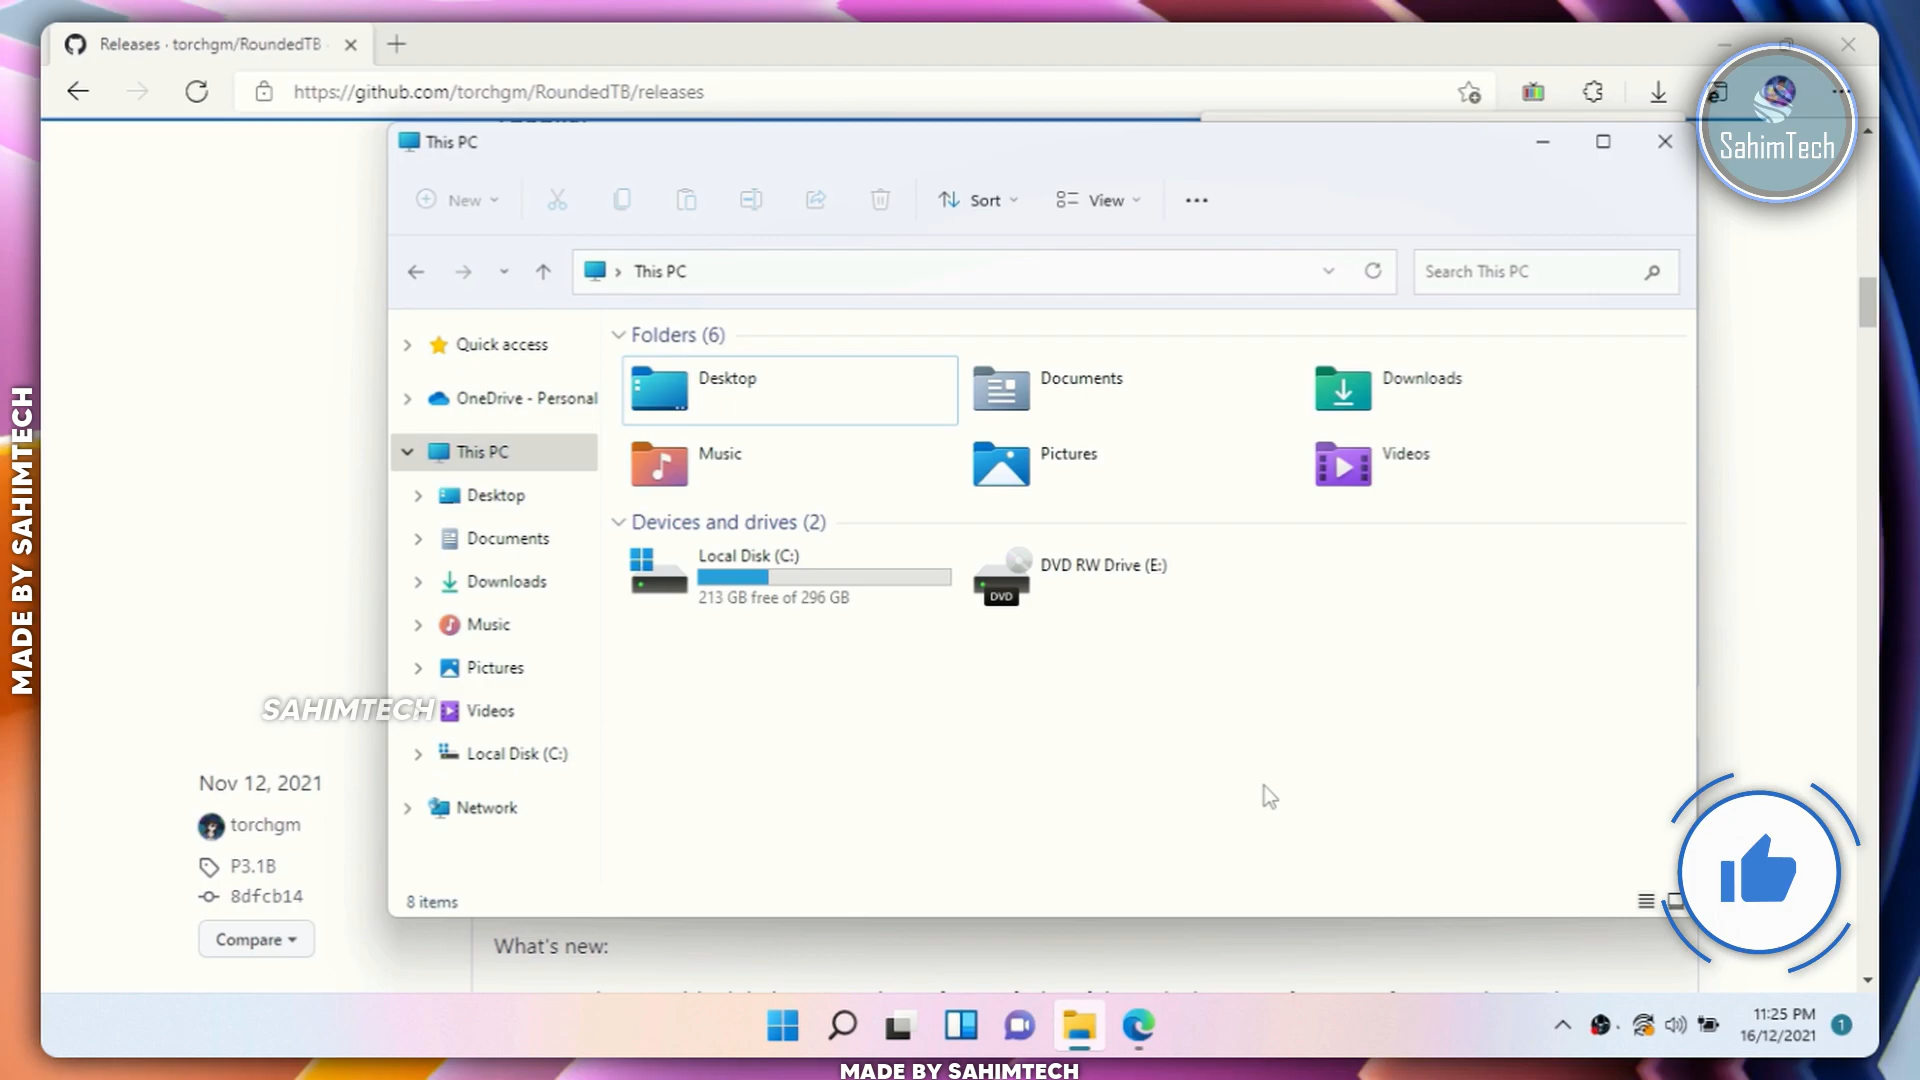 Releases · torchgm/RoundedTB
https://github.com/torchgm/RoundedTB/releases
SahimTech
This PC
New
Sort
View
This PC
Search This PC
Quick access
OneDrive - Personal
This PC
Desktop
Documents
Downloads
Music
Pictures
Videos
Local Disk (C:)
Network
Folders (6)
Desktop
Documents
Downloads
Music
Pictures
Videos
Devices and drives (2)
Local Disk (C:)
213 GB free of 296 GB
DVD RW Drive (E:)
DVD
8 items
MADE BY SAHIMTECH
SAHIMTECH
Nov 12, 2021
torchgm
P3.1B
8dfcb14
Compare
What's new:
11:25 PM
16/12/2021
1
MADE BY SAHIMTECH